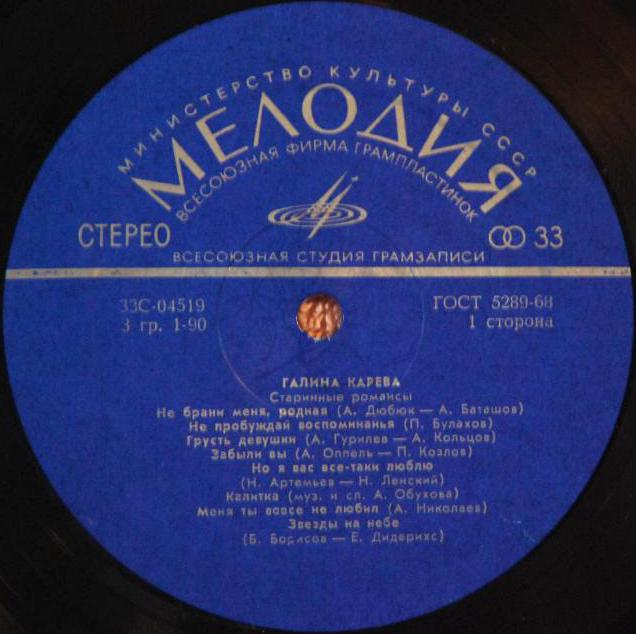 МИНИСТЕРСТВО КУЛЬТУРЫ СССР
МЕЛОДИЯ
ВСЕСОЮЗНАЯ ФИРМА ГРАМПЛАСТИНОК
СТЕРЕО
33
ВСЕСОЮЗНАЯ СТУДИЯ ГРАМЗАПИСИ
33С-04519
ГОСТ 5289-68
3 гр. 1-90
1 сторона
ГАЛИНА КАРЕВА
Старинные романсы
Не брани меня, родная (А. Дюбюк — А. Баташов)
Не пробуждай воспоминанья (П. Булахов)
Грусть девушки (А. Гурилев — А. Кольцов)
Забыли вы (А. Оппель — П. Козлов)
Но я вас все-таки люблю
(Н. Артемьев — Н. Ленский)
Калитка (муз. и сл. А. Обухова)
Меня ты вовсе не любил (А. Николаев)
Звезды на небе
(Б. Борисов — Е. Дидерихс)